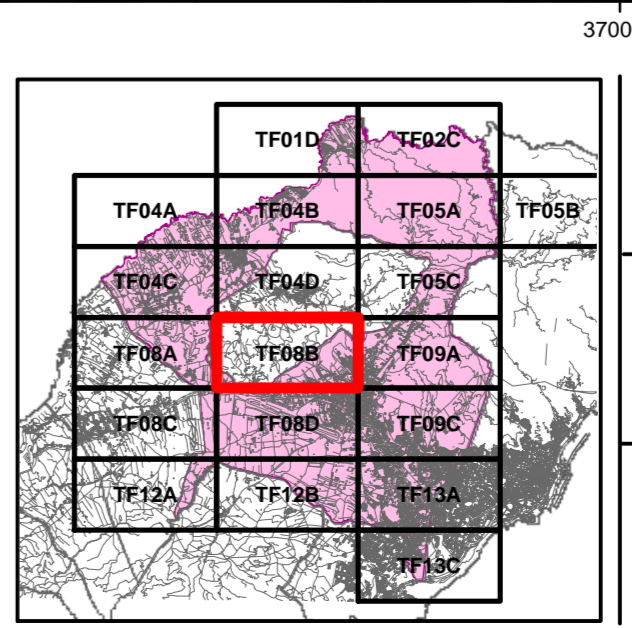 3700
TF01D TF02C
TF04A TF04B TF05A TF05B
TF04C TF04D TF05C
TF08A TF08B TF09A
TF08C TF08D TF09C
TF12A TF12B TF13A
TF13C